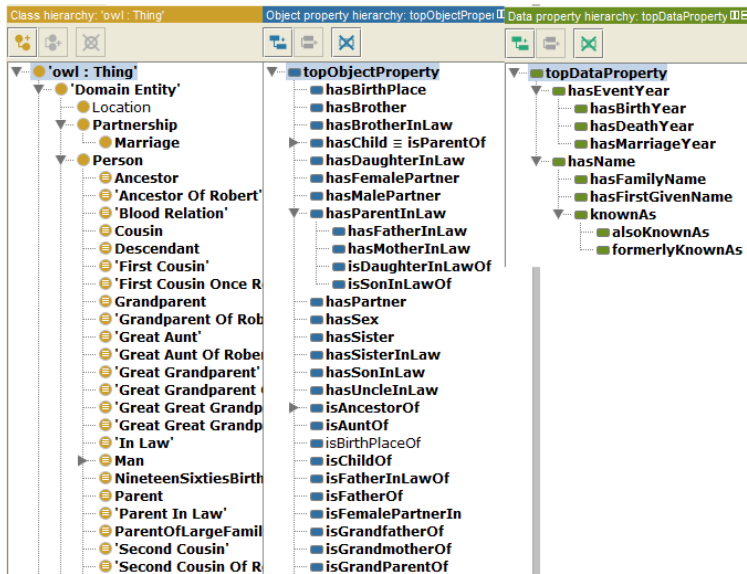 Class hierarchy: 'owl : Thing'
'owl : Thing'
'Domain Entity'
Location
Partnership
Marriage
Person
Ancestor
'Ancestor Of Robert'
'Blood Relation'
Cousin
Descendant
'First Cousin'
'First Cousin Once R
Grandparent
'Grandparent Of Rob
'Great Aunt'
'Great Aunt Of Rober
'Great Grandparent'
'Great Grandparent
'Great Great Grandp
'Great Great Grandp
'In Law'
Man
NineteenSixtiesBirth
Parent
'Parent In Law'
ParentOfLargeFamil
'Second Cousin'
'Second Cousin Of R
Object property hierarchy: topObjectProper
topObjectProperty
hasBirthPlace
hasBrother
hasBrotherInLaw
hasChild ≡ isParentOf
hasDaughterInLaw
hasFemalePartner
hasMalePartner
hasParentInLaw
hasFatherInLaw
hasMotherInLaw
isDaughterInLawOf
isSonInLawOf
hasPartner
hasSex
hasSister
hasSisterInLaw
hasSonInLaw
hasUncleInLaw
isAncestorOf
isAuntOf
isBirthPlaceOf
isChildOf
isFatherInLawOf
isFatherOf
isFemalePartnerIn
isGrandfatherOf
isGrandmotherOf
isGrandParentOf
Data property hierarchy: topDataProperty
topDataProperty
hasEventYear
hasBirthYear
hasDeathYear
hasMarriageYear
hasName
hasFamilyName
hasFirstGivenName
knownAs
alsoKnownAs
formerlyKnownAs